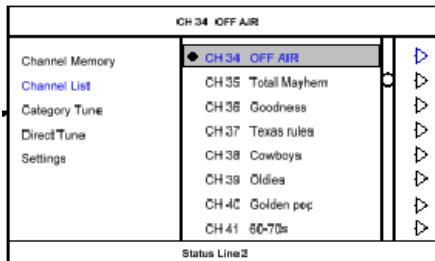 CH 34 OFF AIR
Channel Memory
Channel List
Category Tune
Direct Tune
Settings
CH 34 OFF AIR
CH 35 Total Mayhem
CH 36 Goodness
CH 37 Texas rules
CH 38 Cowboys
CH 39 Oldies
CH 40 Golden pop
CH 41 60-70s
Status Line 2